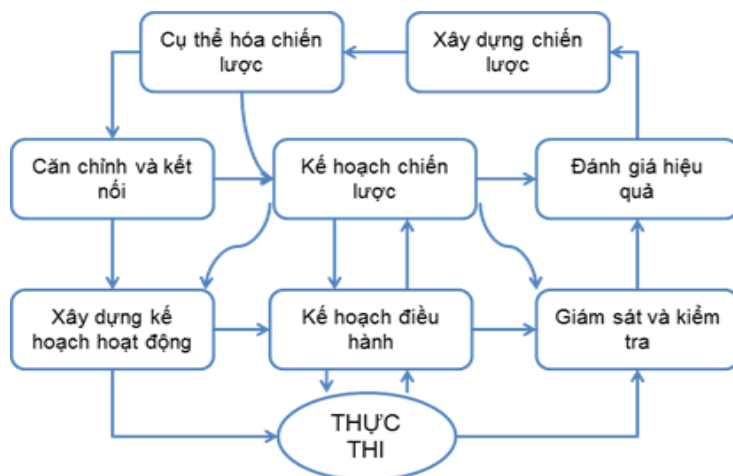 Cụ thể hóa chiến
lược
Xây dựng chiến
lược
Căn chỉnh và kết
nối
Kế hoạch chiến
lược
Đánh giá hiệu
quả
Xây dựng kế
hoạch hoạt động
Kế hoạch điều
hành
Giám sát và kiểm
tra
THỰC
THI